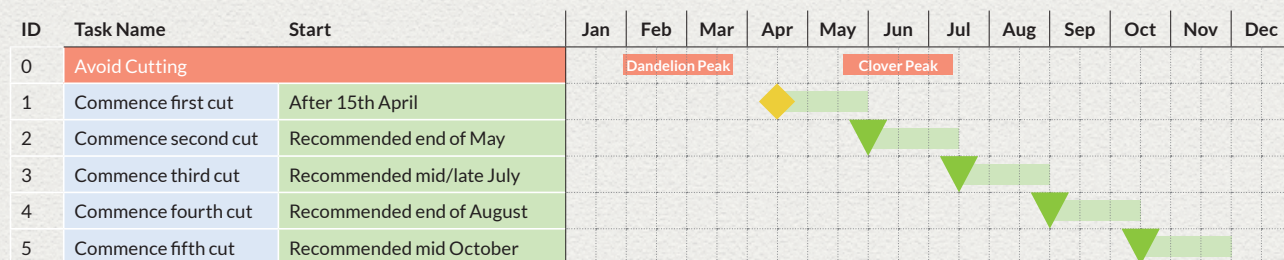 ID Task Name Start Jan Feb Mar Apr May Jun Jul Aug Sep Oct Nov Dec
0 Avoid Cutting Dandelion Peak Clover Peak
1 Commence first cut After 15th April
2 Commence second cut Recommended end of May
3 Commence third cut Recommended mid/late July
4 Commence fourth cut Recommended end of August
5 Commence fifth cut Recommended mid October